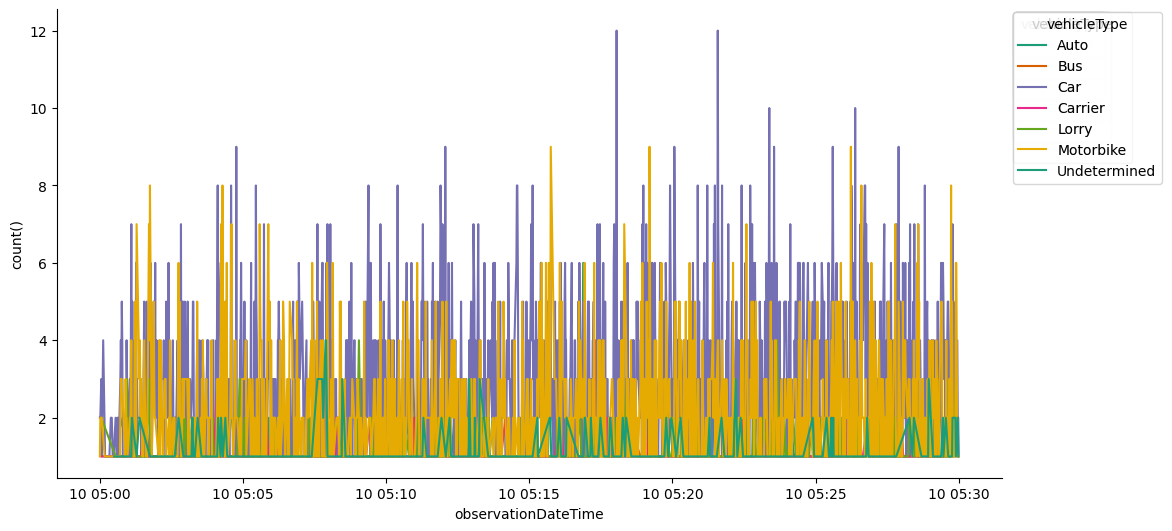 12
10
8
6
4
2
count()
10 05:00
10 05:05
10 05:10
10 05:15
10 05:20
10 05:25
10 05:30
observationDateTime
vehicleType
Auto
Bus
Car
Carrier
Lorry
Motorbike
Undetermined